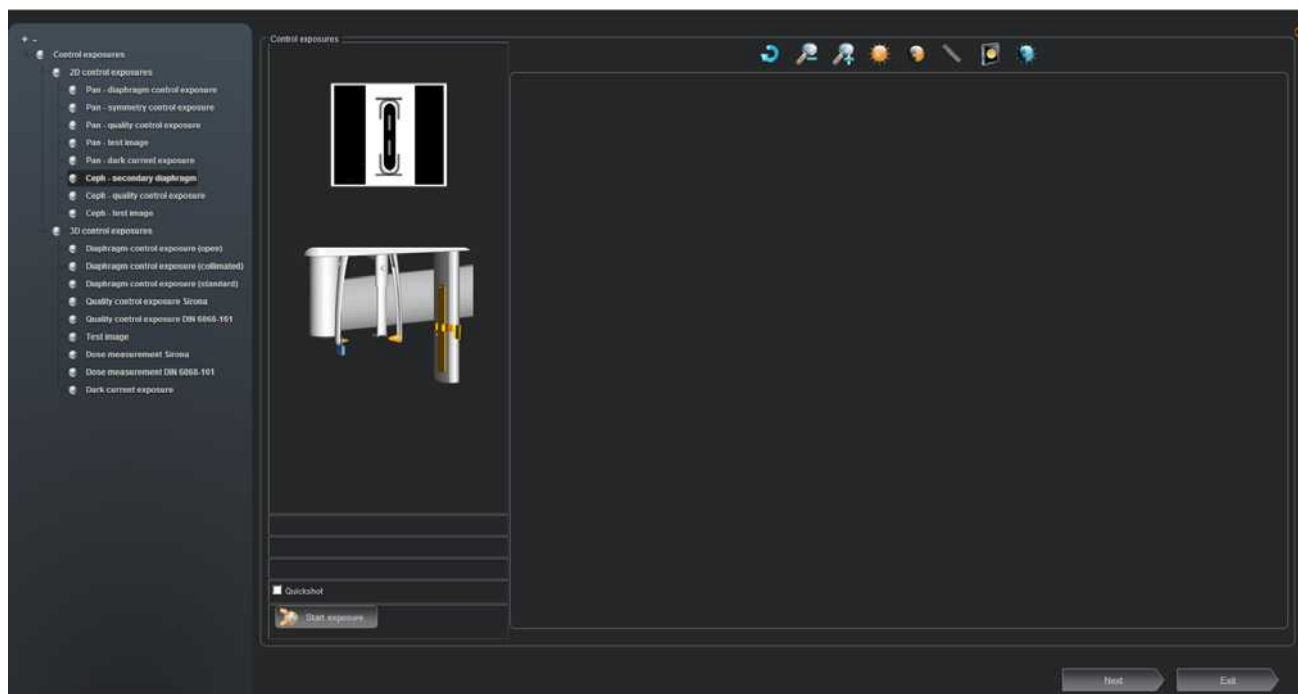 + -
Control exposures
2D control exposures
Pan - diaphragm control exposure
Pan - symmetry control exposure
Pan - quality control exposure
Pan - test image
Pan - dark current exposure
Ceph - secondary diaphragm
Ceph - quality control exposure
Ceph - test image
3D control exposures
Diaphragm control exposure (open)
Diaphragm control exposure (collimated)
Diaphragm control exposure (standard)
Quality control exposure Sirona
Quality control exposure DIN 6868-101
Test image
Dose measurement Sirona
Dose measurement DIN 6868-101
Dark current exposure
Control exposures
Quickshot
Start exposure
Next
Exit